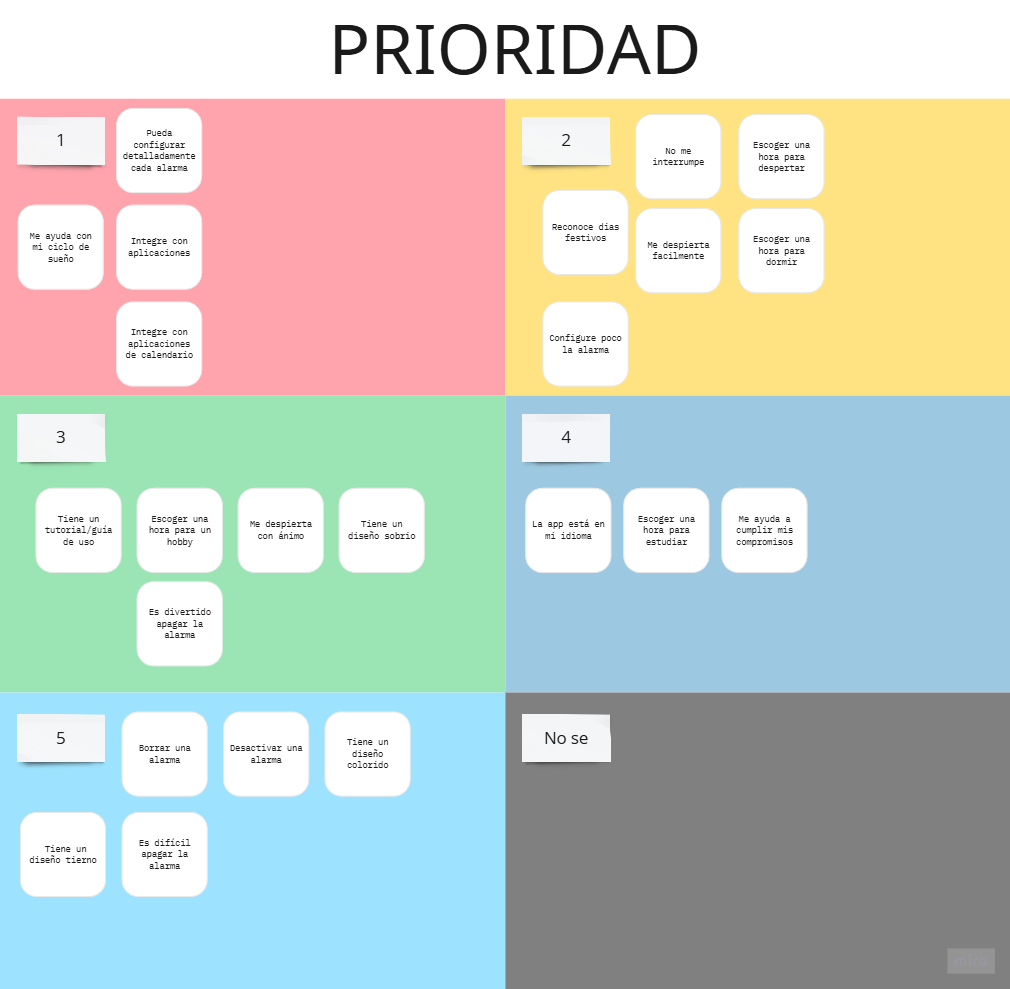 PRIORIDAD
1
Pueda
configurar
detalladamente
cada alarma
Me ayuda con
mi ciclo de
sueño
Integre con
aplicaciones
Integre con
aplicaciones
de calendario
2
No me
interrumpe
Escoger una
hora para
despertar
Reconoce dias
festivos
Me despierta
facilmente
Escoger una
hora para
dormir
Configure poco
la alarma
3
Tiene un
tutorial/guía
de uso
Escoger una
hora para un
hobby
Me despierta
con ánimo
Tiene un
diseño sobrio
Es divertido
apagar la
alarma
4
La app está en
mi idioma
Escoger una
hora para
estudiar
Me ayuda a
cumplir mis
compromisos
5
Borrar una
alarma
Desactivar una
alarma
Tiene un
diseño
colorido
Tiene un
diseño tierno
Es difícil
apagar la
alarma
No se
miro